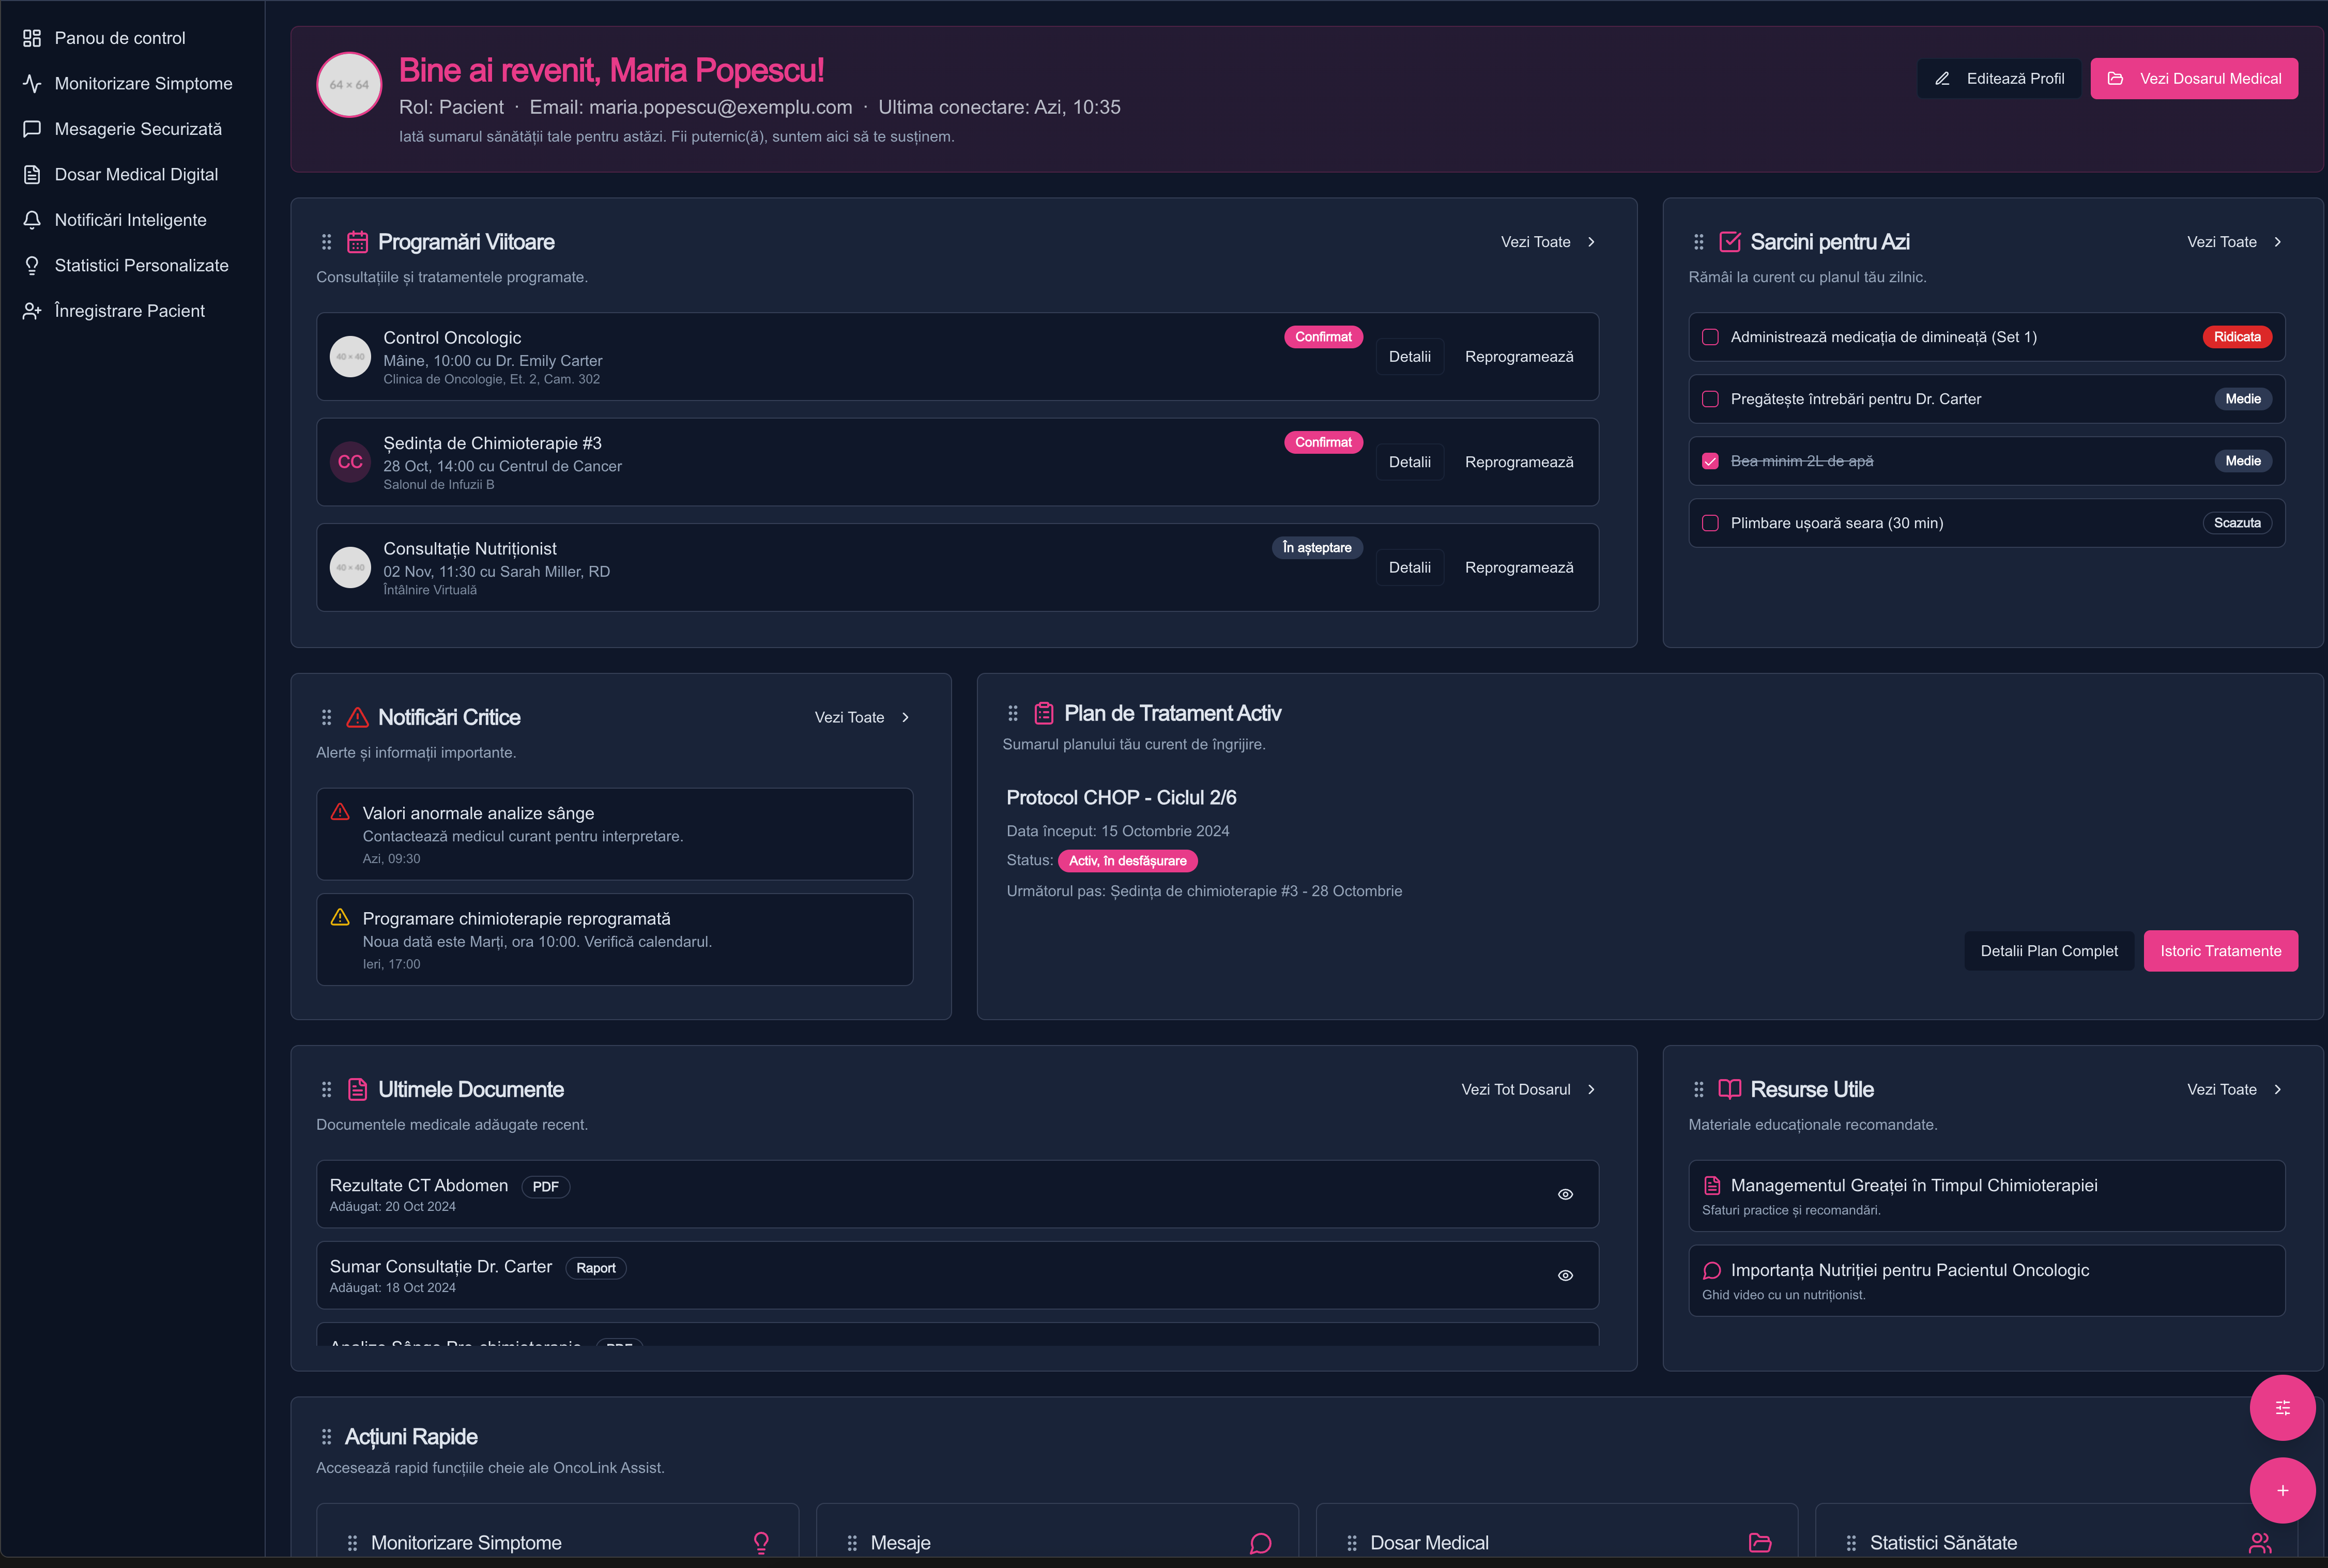 Panou de control
Monitorizare Simptome
Mesagerie Securizată
Dosar Medical Digital
Notificări Inteligente
Statistici Personalizate
Înregistrare Pacient
64 × 64
Bine ai revenit, Maria Popescu!
Rol: Pacient · Email: maria.popescu@exemplu.com · Ultima conectare: Azi, 10:35
Iată sumarul sănătății tale pentru astăzi. Fii puternic(ă), suntem aici să te susținem.
Editează Profil
Vezi Dosarul Medical
Programări Viitoare
Vezi Toate
Consultațiile și tratamentele programate.
40 × 40
Control Oncologic
Mâine, 10:00 cu Dr. Emily Carter
Clinica de Oncologie, Et. 2, Cam. 302
Confirmat
Detalii
Reprogramează
CC
Ședința de Chimioterapie #3
28 Oct, 14:00 cu Centrul de Cancer
Salonul de Infuzii B
Confirmat
Detalii
Reprogramează
40 × 40
Consultație Nutriționist
02 Nov, 11:30 cu Sarah Miller, RD
Întâlnire Virtuală
În așteptare
Detalii
Reprogramează
Sarcini pentru Azi
Vezi Toate
Rămâi la curent cu planul tău zilnic.
Administrează medicația de dimineață (Set 1)
Ridicata
Pregătește întrebări pentru Dr. Carter
Medie
Bea minim 2L de apă
Medie
Plimbare ușoară seara (30 min)
Scazuta
Notificări Critice
Vezi Toate
Alerte și informații importante.
Valori anormale analize sânge
Contactează medicul curant pentru interpretare.
Azi, 09:30
Programare chimioterapie reprogramată
Noua dată este Marți, ora 10:00. Verifică calendarul.
Ieri, 17:00
Plan de Tratament Activ
Sumarul planului tău curent de îngrijire.
Protocol CHOP - Ciclul 2/6
Data început: 15 Octombrie 2024
Status: Activ, în desfășurare
Următorul pas: Ședința de chimioterapie #3 - 28 Octombrie
Detalii Plan Complet
Istoric Tratamente
Ultimele Documente
Vezi Tot Dosarul
Documentele medicale adăugate recent.
Rezultate CT Abdomen PDF
Adăugat: 20 Oct 2024
Sumar Consultație Dr. Carter Raport
Adăugat: 18 Oct 2024
Analize Sânge Pre-chimioterapie PDF
Resurse Utile
Vezi Toate
Materiale educaționale recomandate.
Managementul Greaței în Timpul Chimioterapiei
Sfaturi practice și recomandări.
Importanța Nutriției pentru Pacientul Oncologic
Ghid video cu un nutriționist.
Acțiuni Rapide
Accesează rapid funcțiile cheie ale OncoLink Assist.
Monitorizare Simptome
Mesaje
Dosar Medical
Statistici Sănătate